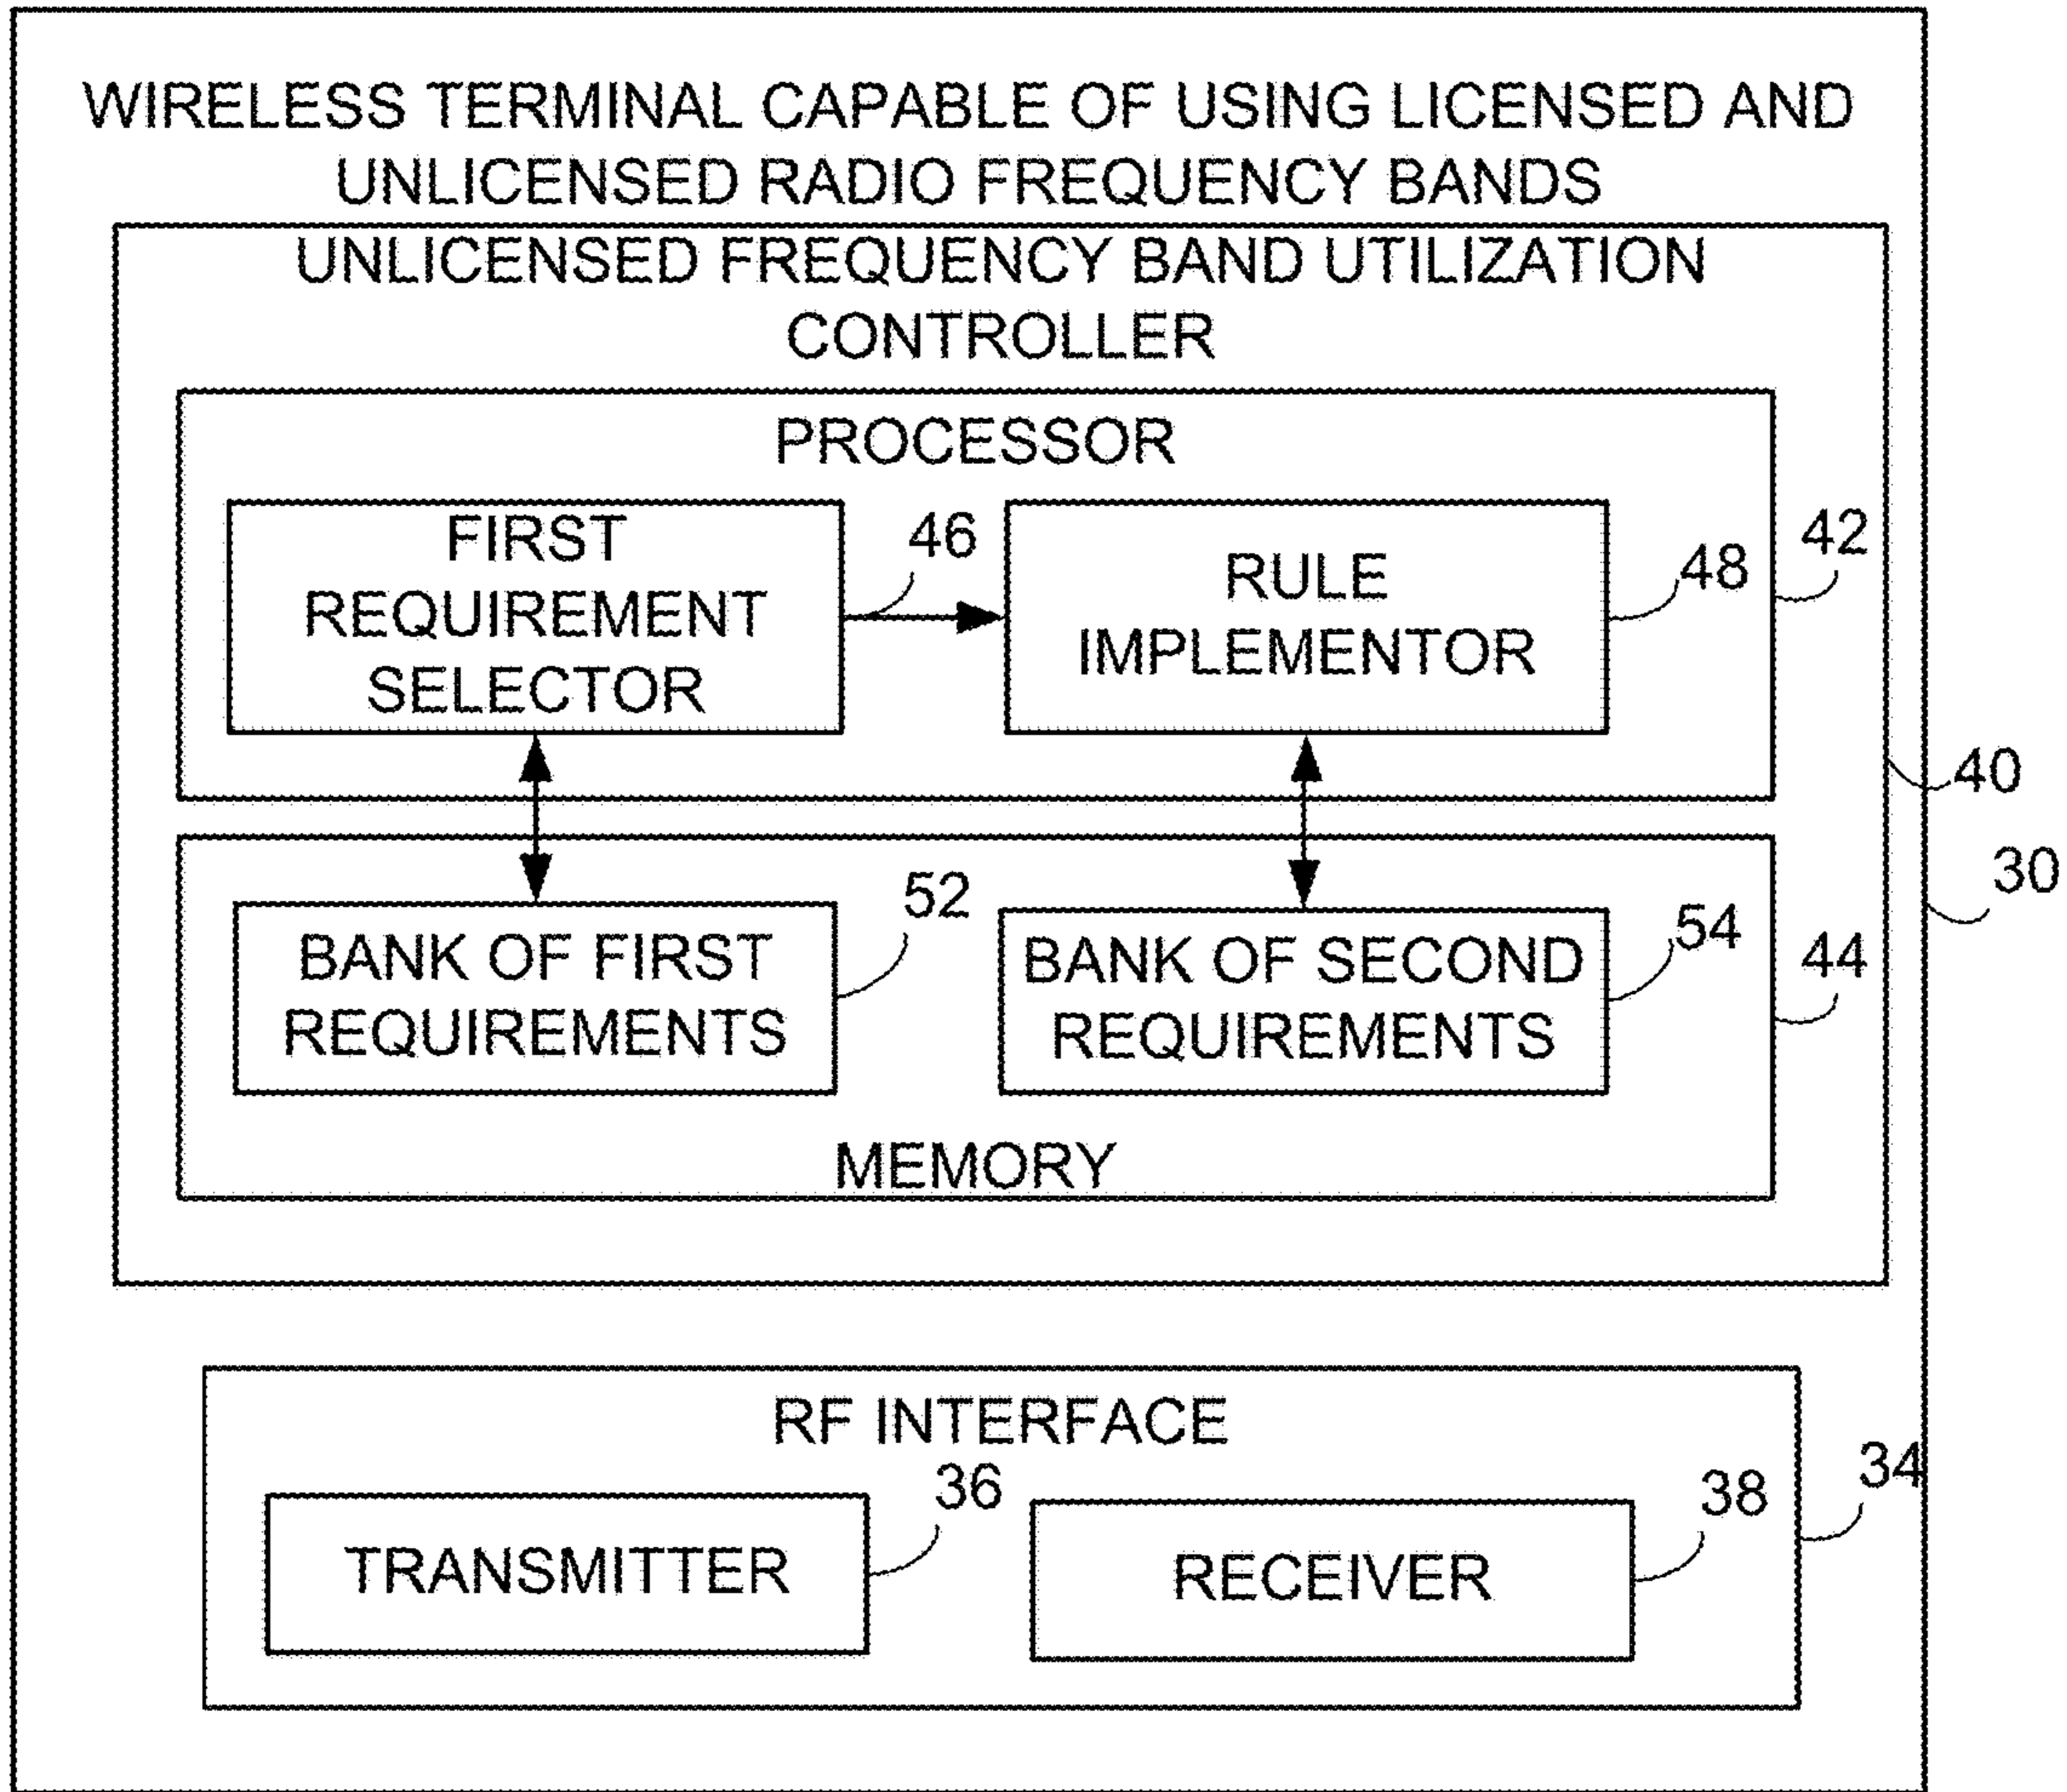 WIRELESS TERMINAL CAPABLE OF USING LICENSED AND
UNLICENSED RADIO FREQUENCY BANDS
UNLICENSED FREQUENCY BAND UTILIZATION
CONTROLLER
PROCESSOR
FIRST
REQUIREMENT
SELECTOR
46
RULE
IMPLEMENTOR
48
42
40
30
BANK OF FIRST
REQUIREMENTS
52
BANK OF SECOND
REQUIREMENTS
54
44
MEMORY
RF INTERFACE
TRANSMITTER
36
RECEIVER
38
34